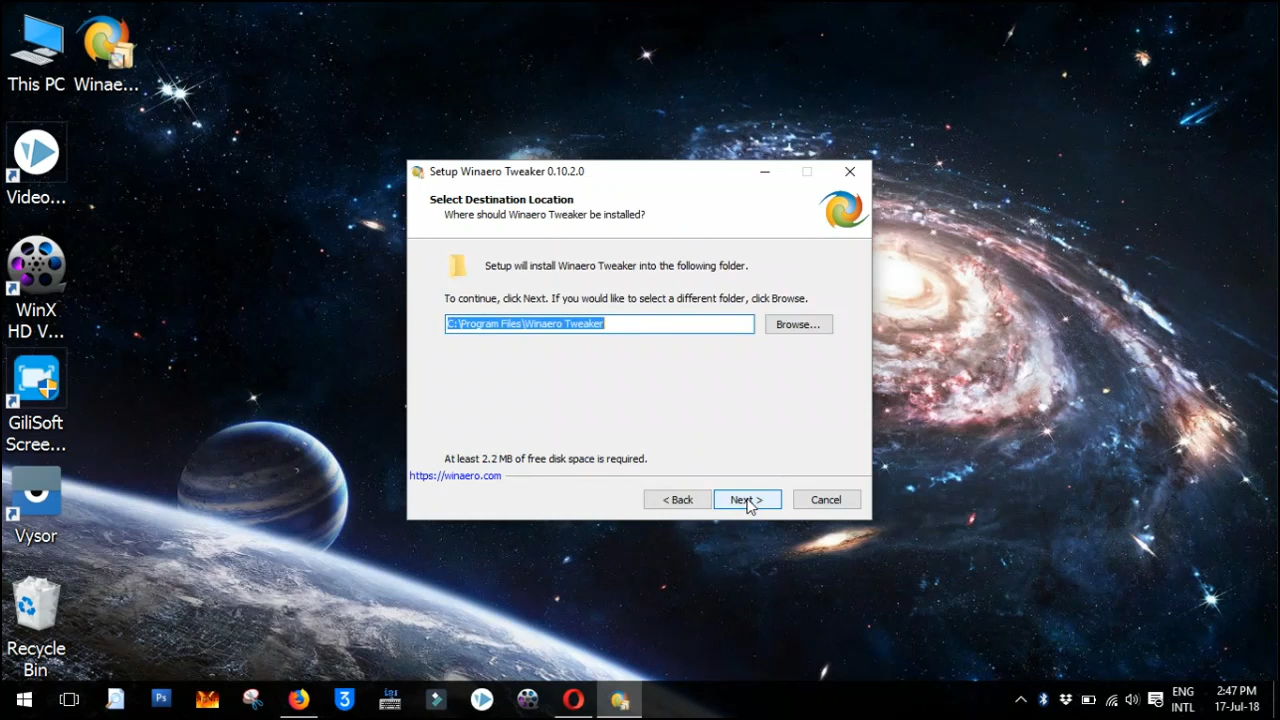 This PC
Winae...
Video...
WinX
HD V...
GiliSoft
Scree...
Vysor
Recycle
Bin
Setup Winaero Tweaker 0.10.2.0
Select Destination Location
Where should Winaero Tweaker be installed?
Setup will install Winaero Tweaker into the following folder.
To continue, click Next. If you would like to select a different folder, click Browse.
C:\Program Files\Winaero Tweaker
Browse...
At least 2.2 MB of free disk space is required.
https://winaero.com
< Back
Next >
Cancel
Ps
3
ENG
INTL
2:47 PM
17-Jul-18